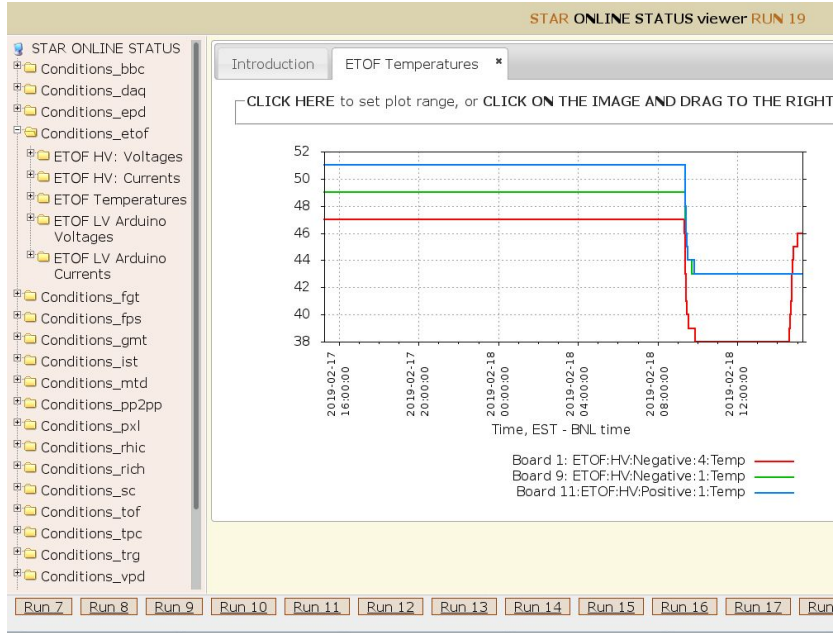 STAR ONLINE STATUS viewer RUN 19
STAR ONLINE STATUS
Conditions_bbc
Conditions_daq
Conditions_epd
Conditions_etof
ETOF HV: Voltages
ETOF HV: Currents
ETOF Temperatures
ETOF LV Arduino
Voltages
ETOF LV Arduino
Currents
Conditions_fgt
Conditions_fps
Conditions_gmt
Conditions_ist
Conditions_mtd
Conditions_pp2pp
Conditions_pxl
Conditions_rhic
Conditions_rich
Conditions_sc
Conditions_tof
Conditions_tpc
Conditions_trg
Conditions_vpd
Introduction
ETOF Temperatures
CLICK HERE to set plot range, or CLICK ON THE IMAGE AND DRAG TO THE RIGHT
52
50
48
46
44
42
40
38
2019-02-17
16:00:00
2019-02-17
20:00:00
2019-02-18
00:00:00
2019-02-18
04:00:00
2019-02-18
08:00:00
2019-02-18
12:00:00
Time, EST - BNL time
Board 1: ETOF:HV:Negative:4:Temp
Board 9: ETOF:HV:Negative:1:Temp
Board 11:ETOF:HV:Positive:1:Temp
Run 7 Run 8 Run 9 Run 10 Run 11 Run 12 Run 13 Run 14 Run 15 Run 16 Run 17 Run